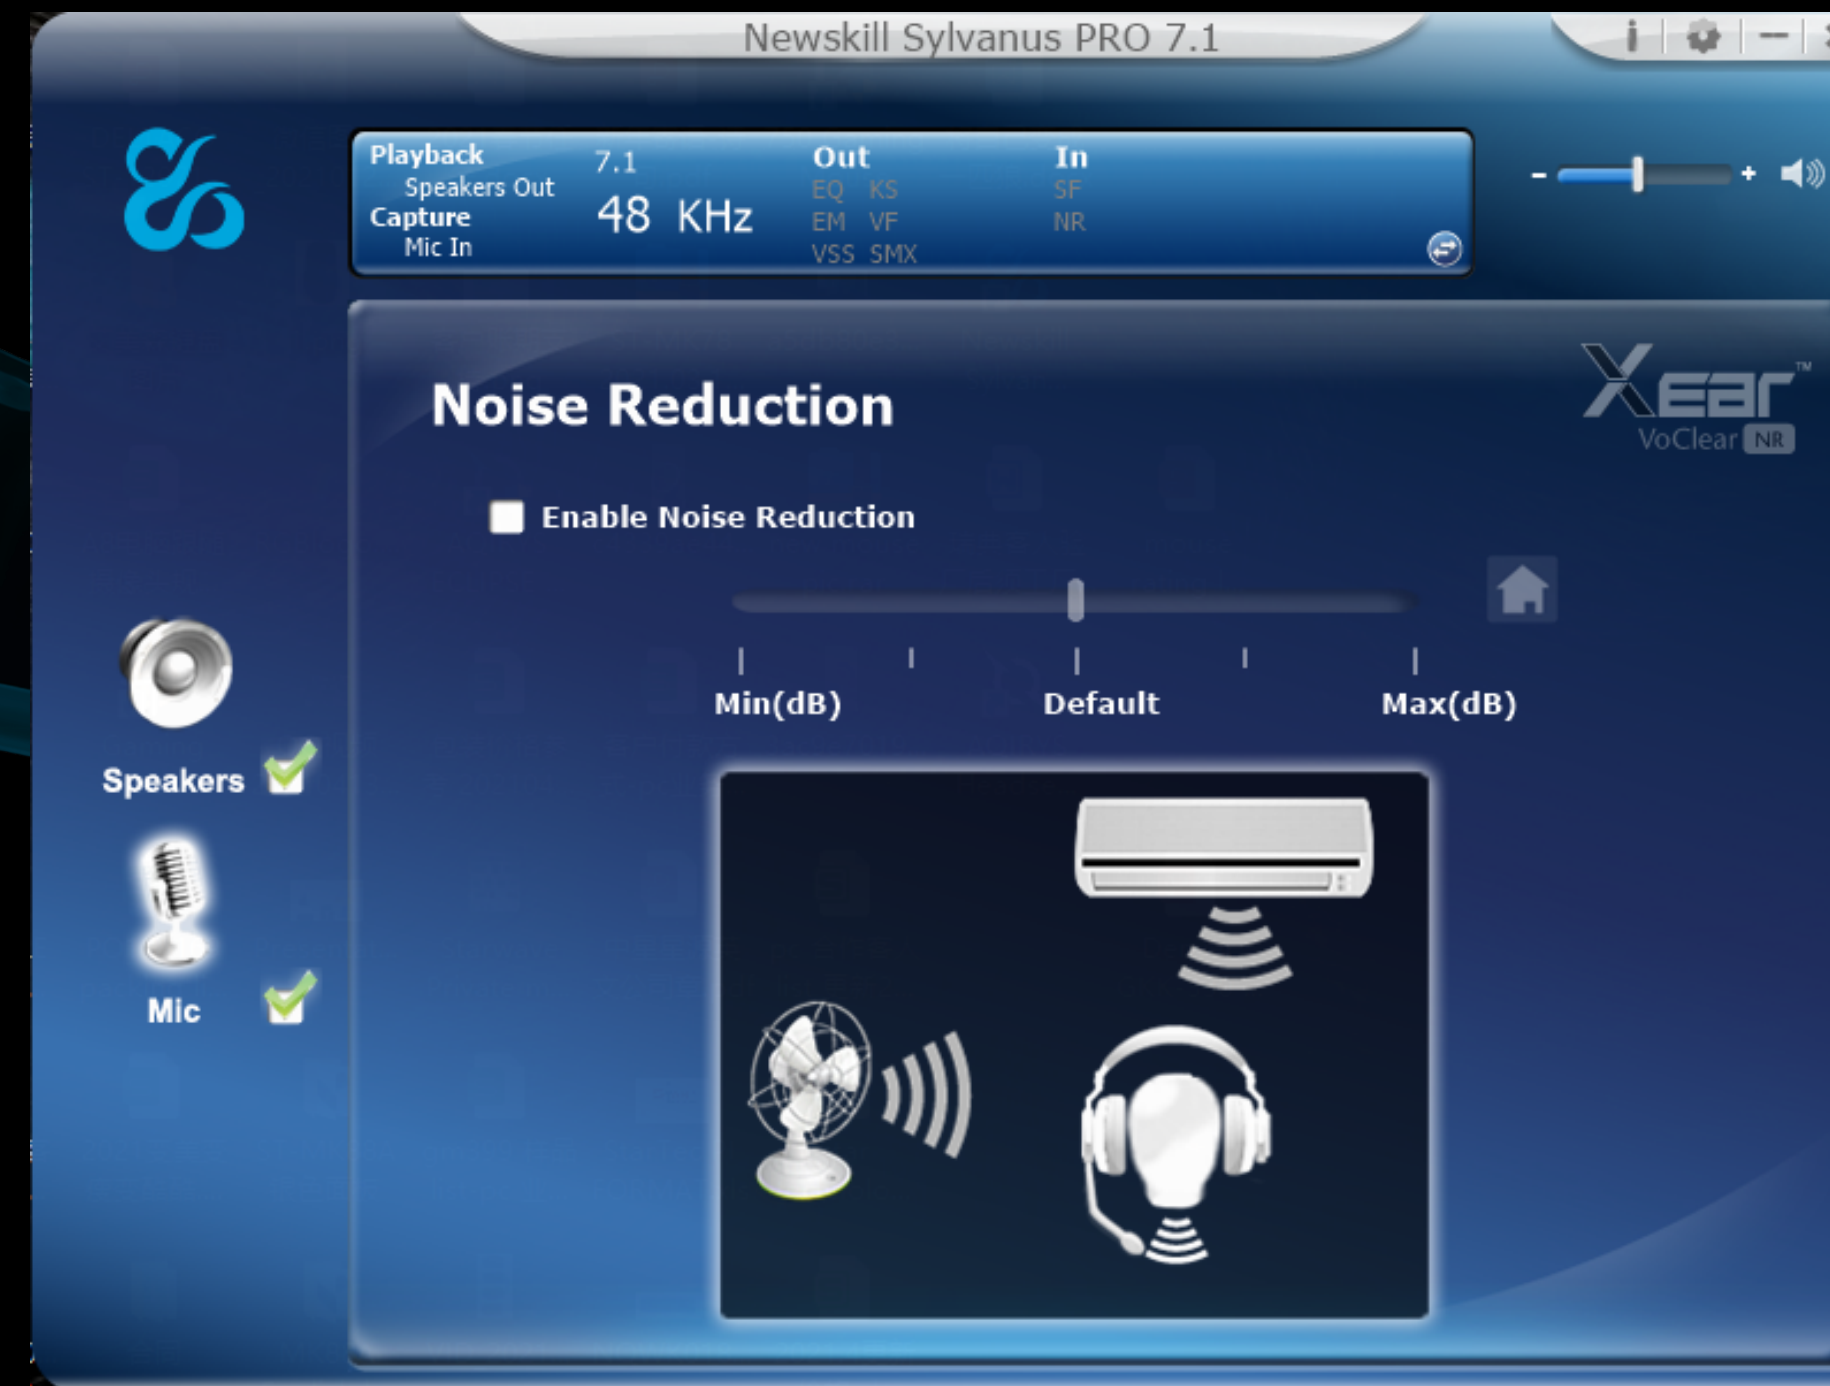 Newskill Sylvanus PRO 7.1
i
Playback 7.1 Out In
Speakers Out EQ KS SF
Capture 48 KHz EM VF NR
Mic In VSS SMX
- +
Noise Reduction
Xear™
VoClear NR
Enable Noise Reduction
Min(dB) Default Max(dB)
Speakers
Mic